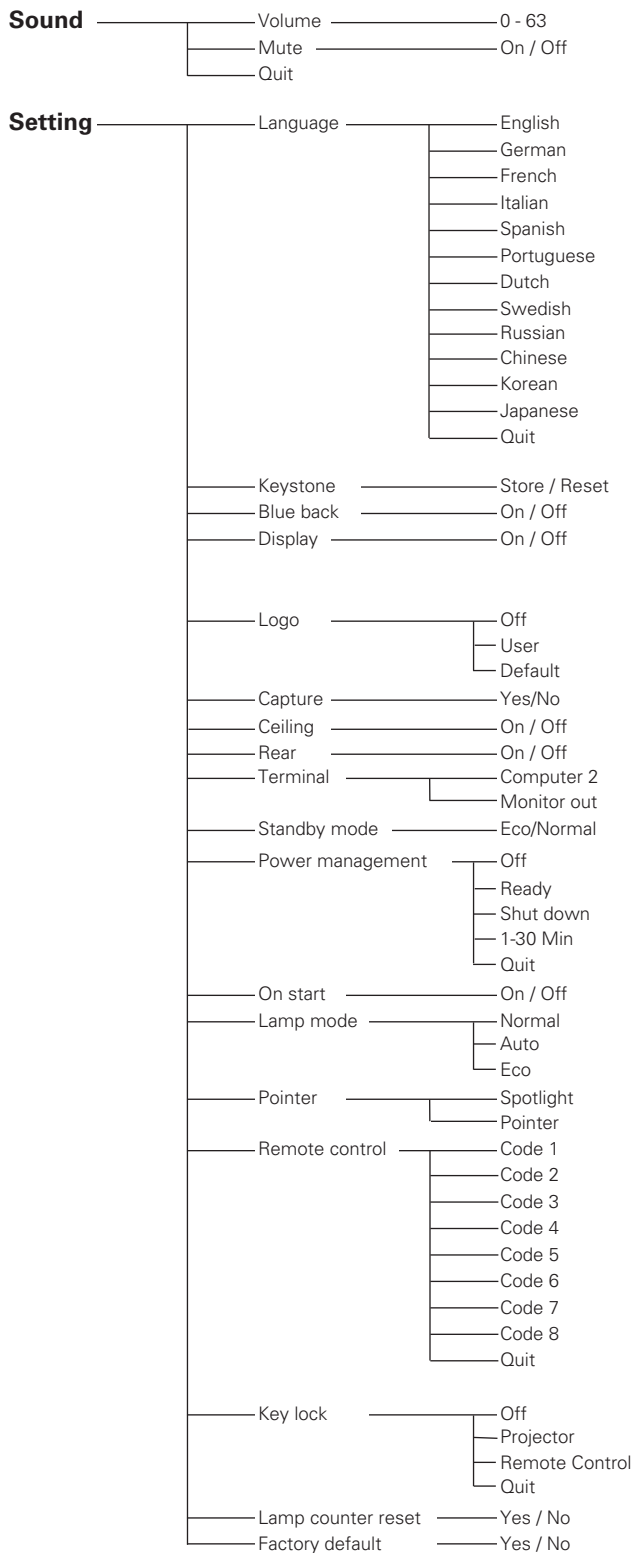 Sound Volume 0 - 63
Mute On / Off
Quit
Setting Language English
German
French
Italian
Spanish
Portuguese
Dutch
Swedish
Russian
Chinese
Korean
Japanese
Quit
Keystone Store / Reset
Blue back On / Off
Display On / Off
Logo Off
User
Default
Capture Yes/No
Ceiling On / Off
Rear On / Off
Terminal Computer 2
Monitor out
Standby mode Eco/Normal
Power management Off
Ready
Shut down
1-30 Min
Quit
On start On / Off
Lamp mode Normal
Auto
Eco
Pointer Spotlight
Pointer
Remote control Code 1
Code 2
Code 3
Code 4
Code 5
Code 6
Code 7
Code 8
Quit
Key lock Off
Projector
Remote Control
Quit
Lamp counter reset Yes / No
Factory default Yes / No